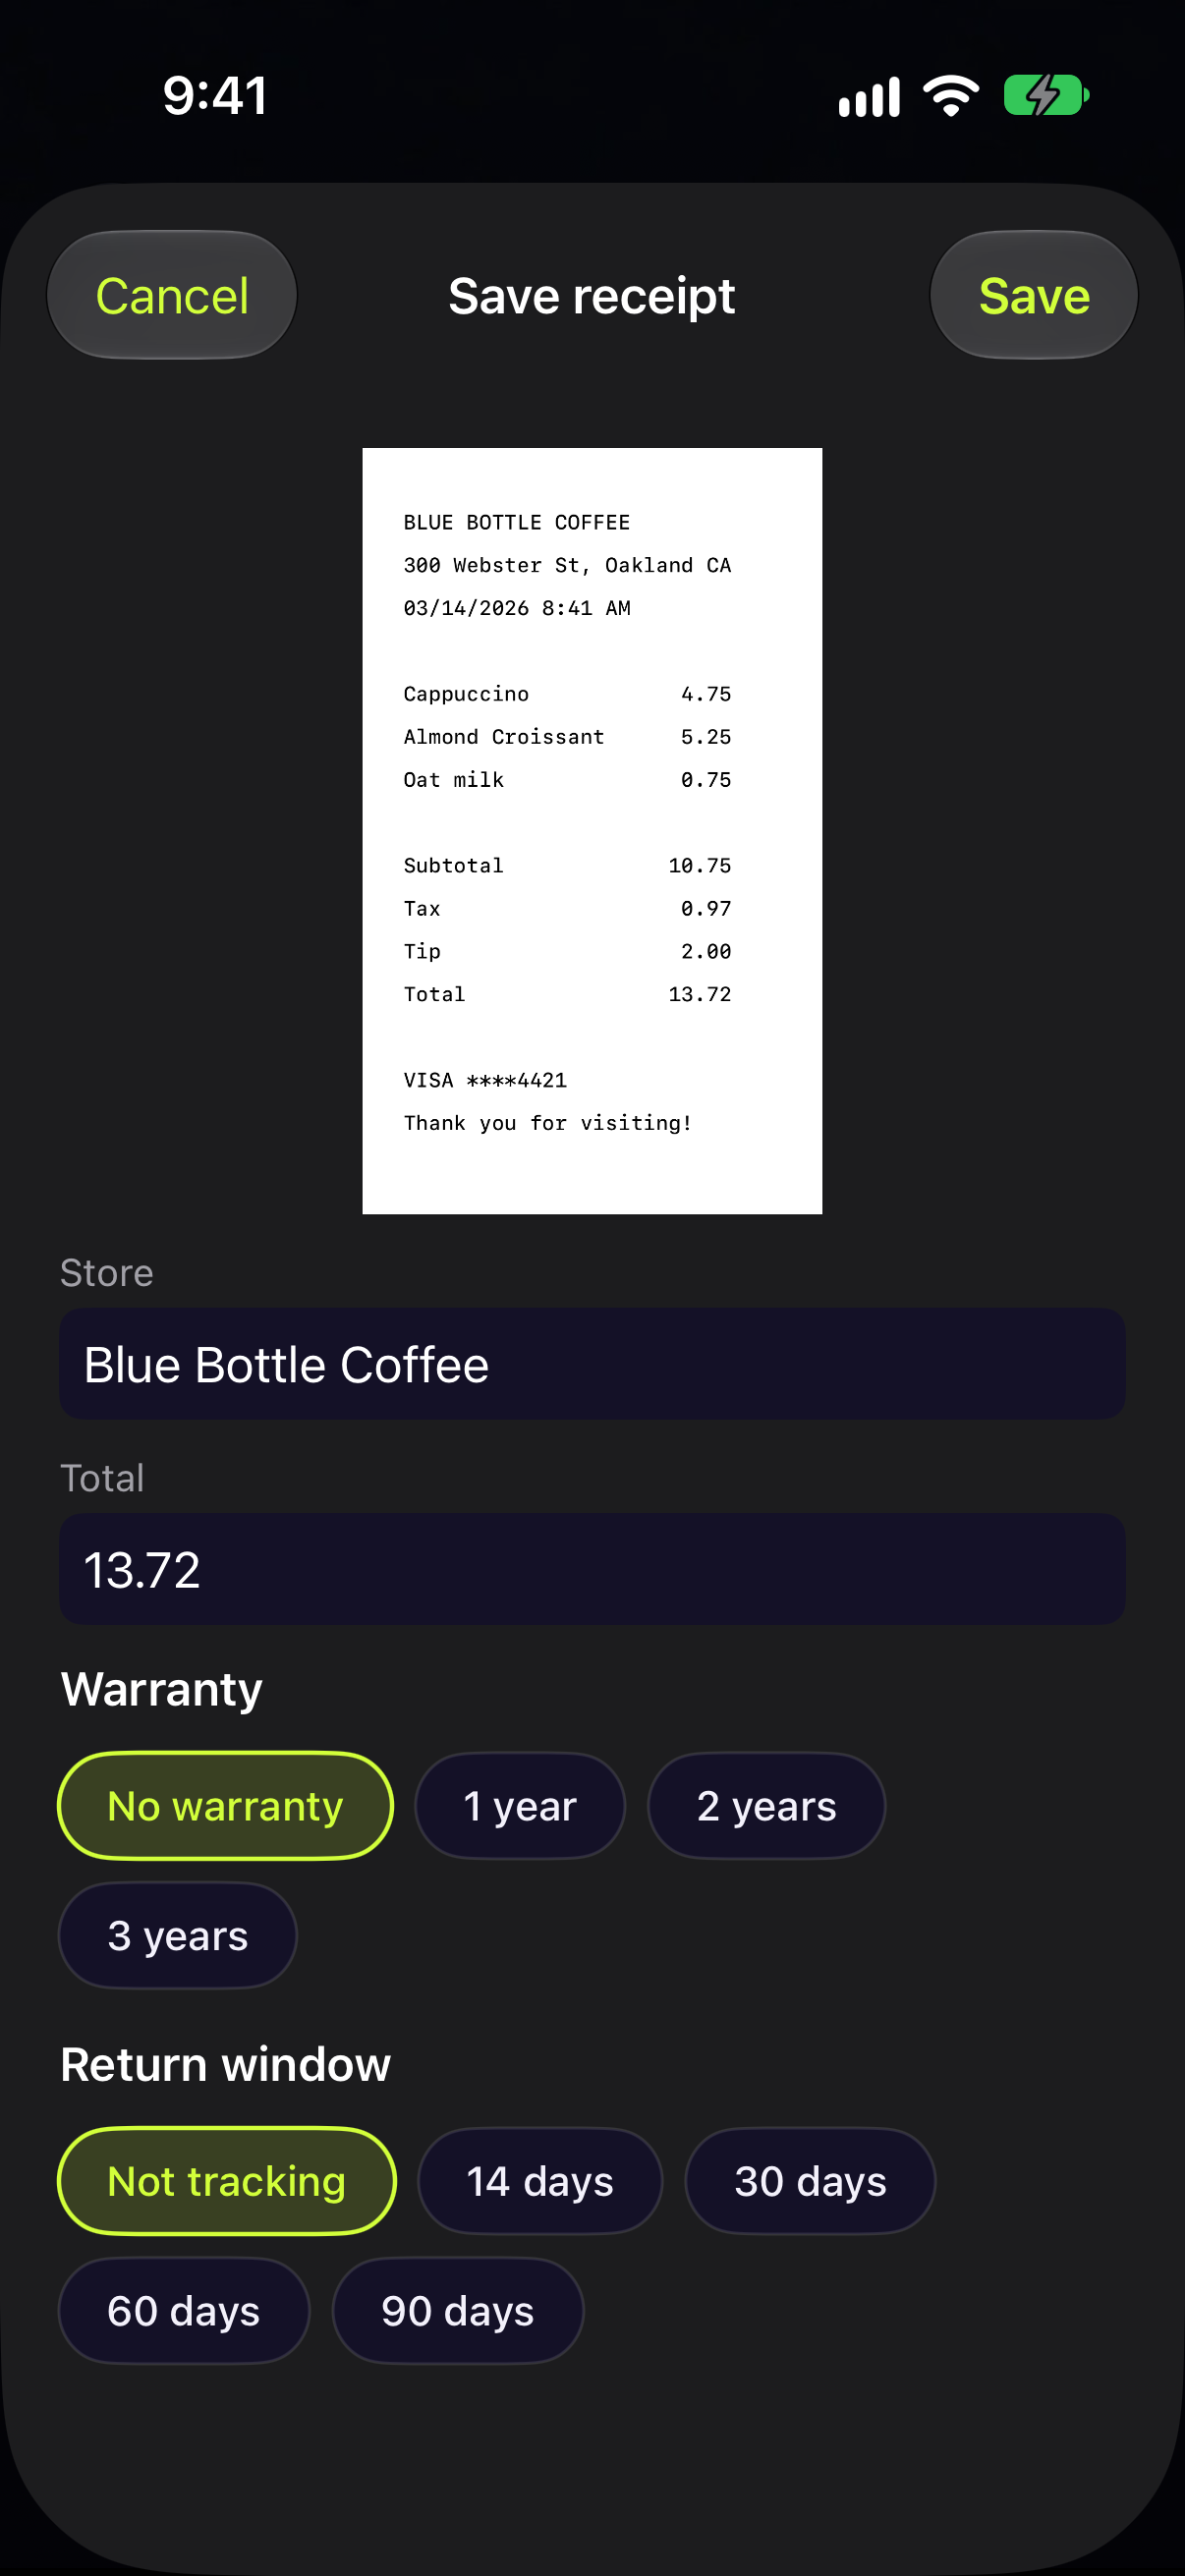 9:41
Cancel Save receipt Save
BLUE BOTTLE COFFEE
300 Webster St, Oakland CA
03/14/2026 8:41 AM
Cappuccino 4.75
Almond Croissant 5.25
Oat milk 0.75
Subtotal 10.75
Tax 0.97
Tip 2.00
Total 13.72
VISA ****4421
Thank you for visiting!
Store
Blue Bottle Coffee
Total
13.72
Warranty
No warranty 1 year 2 years
3 years
Return window
Not tracking 14 days 30 days
60 days 90 days